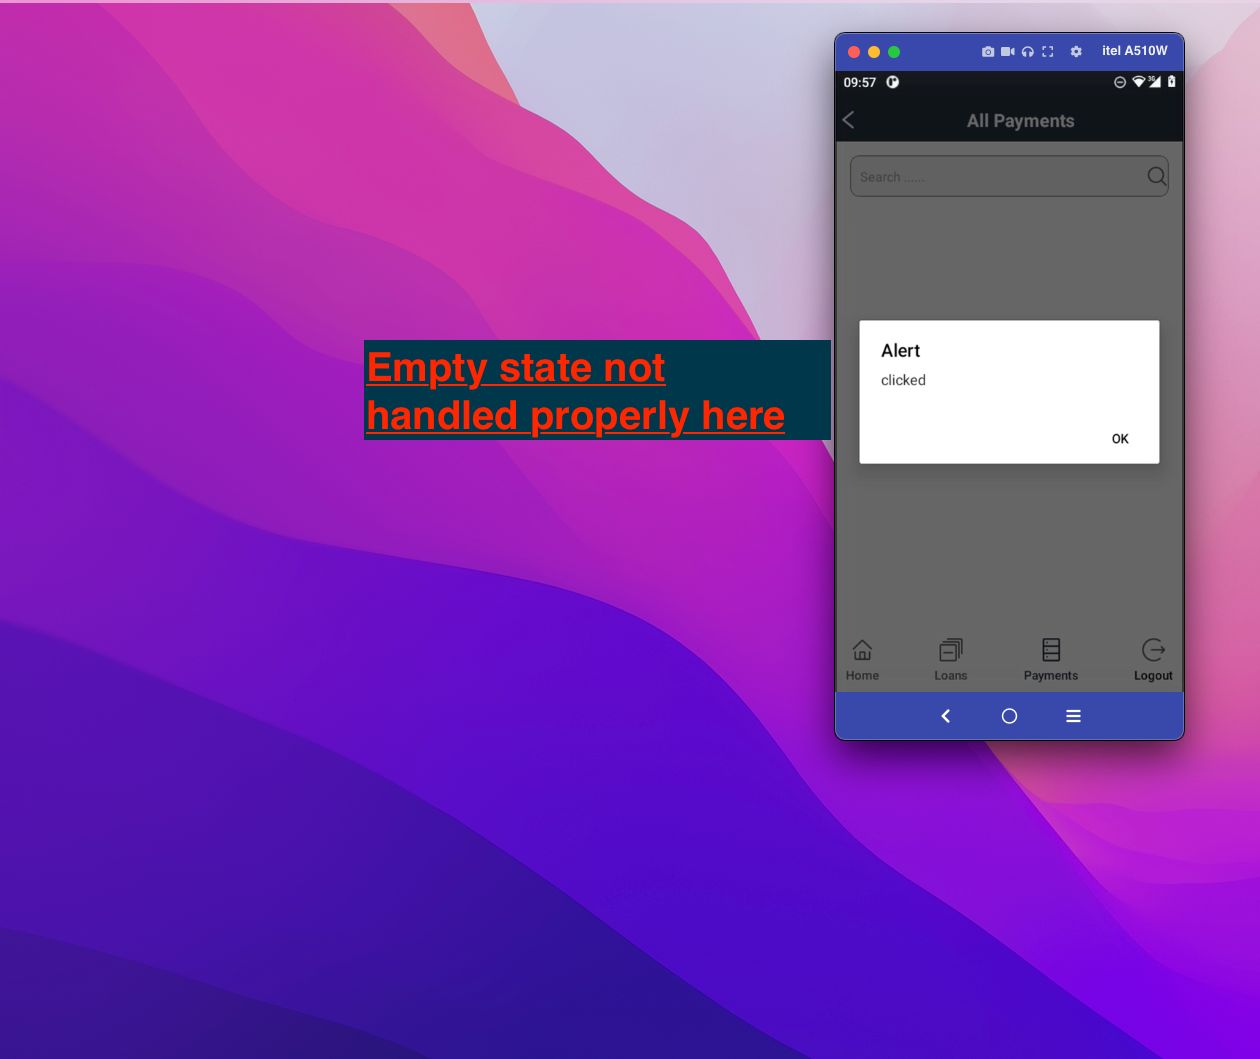 itel A510W
09:57
3G
All Payments
Search ......
Empty state not
handled properly here
Alert
clicked
OK
Home
Loans
Payments
Logout